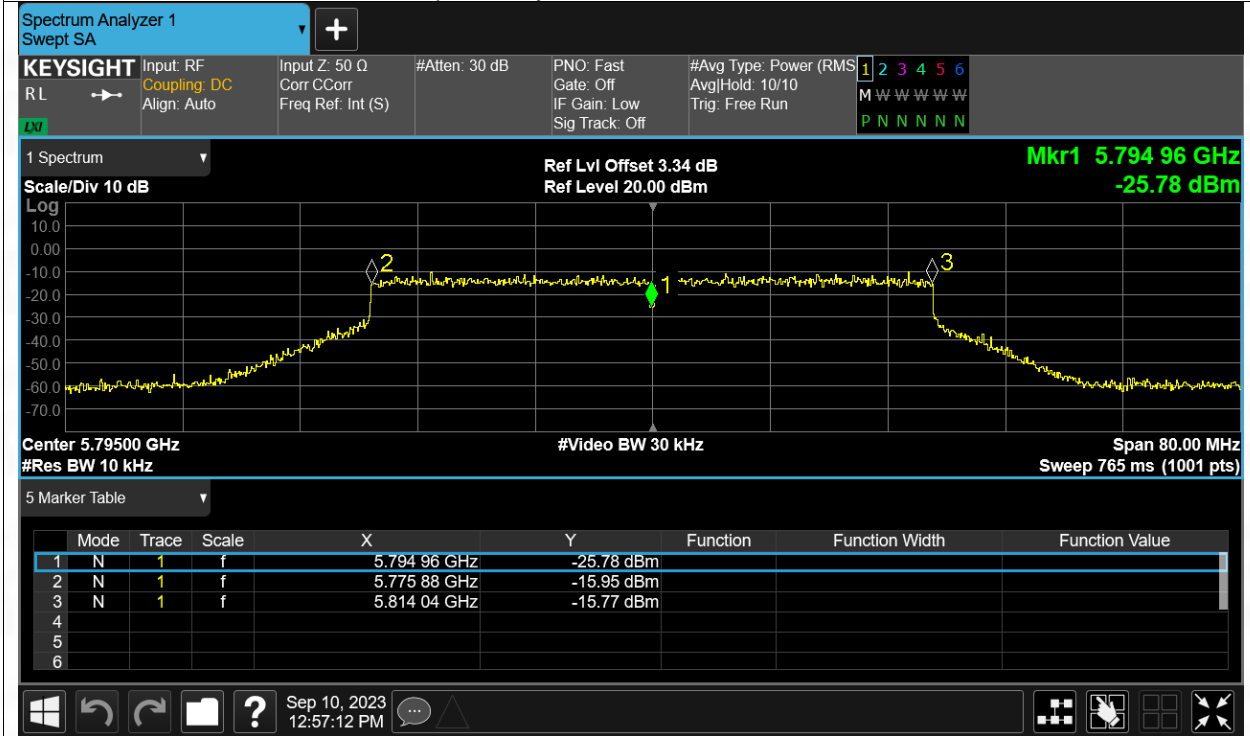 Spectrum Analyzer 1
Swept SA
+
KEYSIGHT Input: RF Input Z: 50 Ω #Atten: 30 dB PNO: Fast #Avg Type: Power (RMS 1 2 3 4 5 6
RL Coupling: DC Corr CCorr Gate: Off Avg|Hold: 10/10 M W W W W W
Align: Auto Freq Ref: Int (S) IF Gain: Low Trig: Free Run
LXI Sig Track: Off P N N N N N
1 Spectrum Ref Lvl Offset 3.34 dB Mkr1 5.794 96 GHz
Scale/Div 10 dB Ref Level 20.00 dBm -25.78 dBm
Log
10.0
0.00
2 3
-10.0
1
-20.0
-30.0
-40.0
-50.0
-60.0
-70.0
Center 5.79500 GHz #Video BW 30 kHz Span 80.00 MHz
#Res BW 10 kHz Sweep 765 ms (1001 pts)
5 Marker Table
Mode Trace Scale X Y Function Function Width Function Value
1 N 1 f 5.794 96 GHz -25.78 dBm
2 N 1 f 5.775 88 GHz -15.95 dBm
3 N 1 f 5.814 04 GHz -15.77 dBm
4
5
6
? Sep 10, 2023
12:57:12 PM